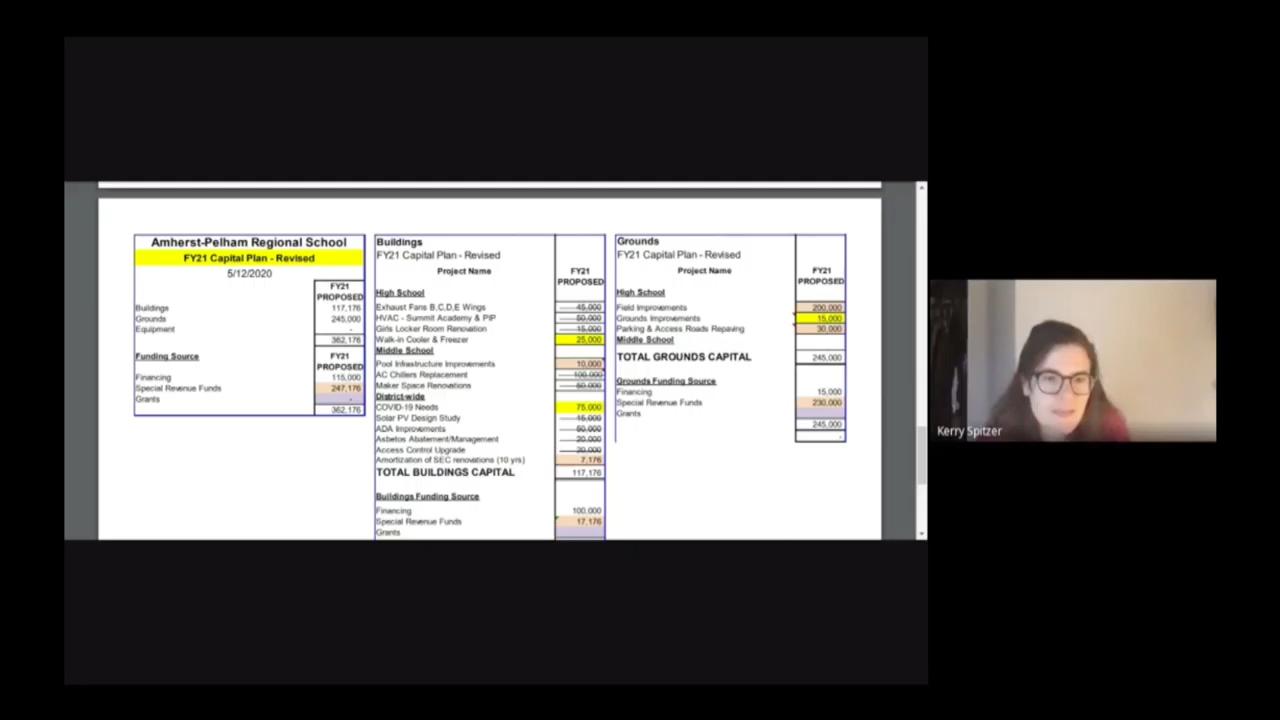 Amherst-Pelham Regional School
FY21 Capital Plan - Revised
5/12/2020
FY21
PROPOSED
Buildings 117,176
Grounds 245,000
Equipment -
362,176
Funding Source
FY21
PROPOSED
Financing 115,000
Special Revenue Funds 247,176
Grants -
362,176
Buildings
FY21 Capital Plan - Revised
Project Name
FY21
PROPOSED
High School
Exhaust Fans B,C,D,E Wings 45,000
HVAC - Summit Academy & PIP 50,000
Girls Locker Room Renovation 15,000
Walk-in Cooler & Freezer 25,000
Middle School
Pool Infrastructure Improvements 10,000
AC Chillers Replacement 100,000
Maker Space Renovations 50,000
District-wide
COVID-19 Needs 75,000
Solar PV Design Study 15,000
ADA Improvements 50,000
Asbetos Abatement/Management 20,000
Access Control Upgrade 20,000
Amortization of SEC renovations (10 yrs) 7,176
TOTAL BUILDINGS CAPITAL 117,176
Buildings Funding Source
Financing 100,000
Special Revenue Funds 17,176
Grants
Grounds
FY21 Capital Plan - Revised
Project Name
FY21
PROPOSED
High School
Field Improvements 200,000
Grounds Improvements 15,000
Parking & Access Roads Repaving 30,000
Middle School
TOTAL GROUNDS CAPITAL 245,000
Grounds Funding Source
Financing 15,000
Special Revenue Funds 230,000
Grants
245,000
-
Kerry Spitzer